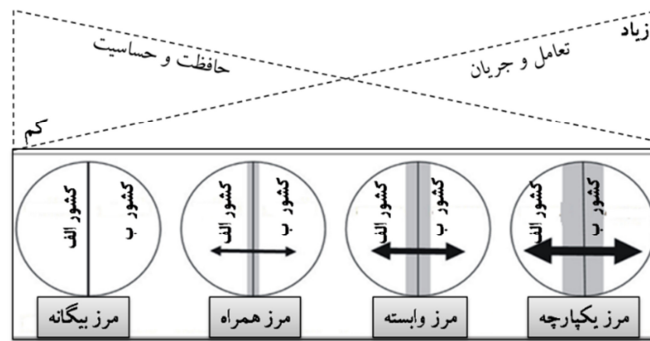 زیاد
تعامل و جریان
حافظت و حساسیت
کم
کشور ب
کشور الف
کشور ب
کشور الف
کشور ب
کشور الف
کشور ب
کشور الف
مرز یکپارچه
مرز وابسته
مرز همراه
مرز بیگانه